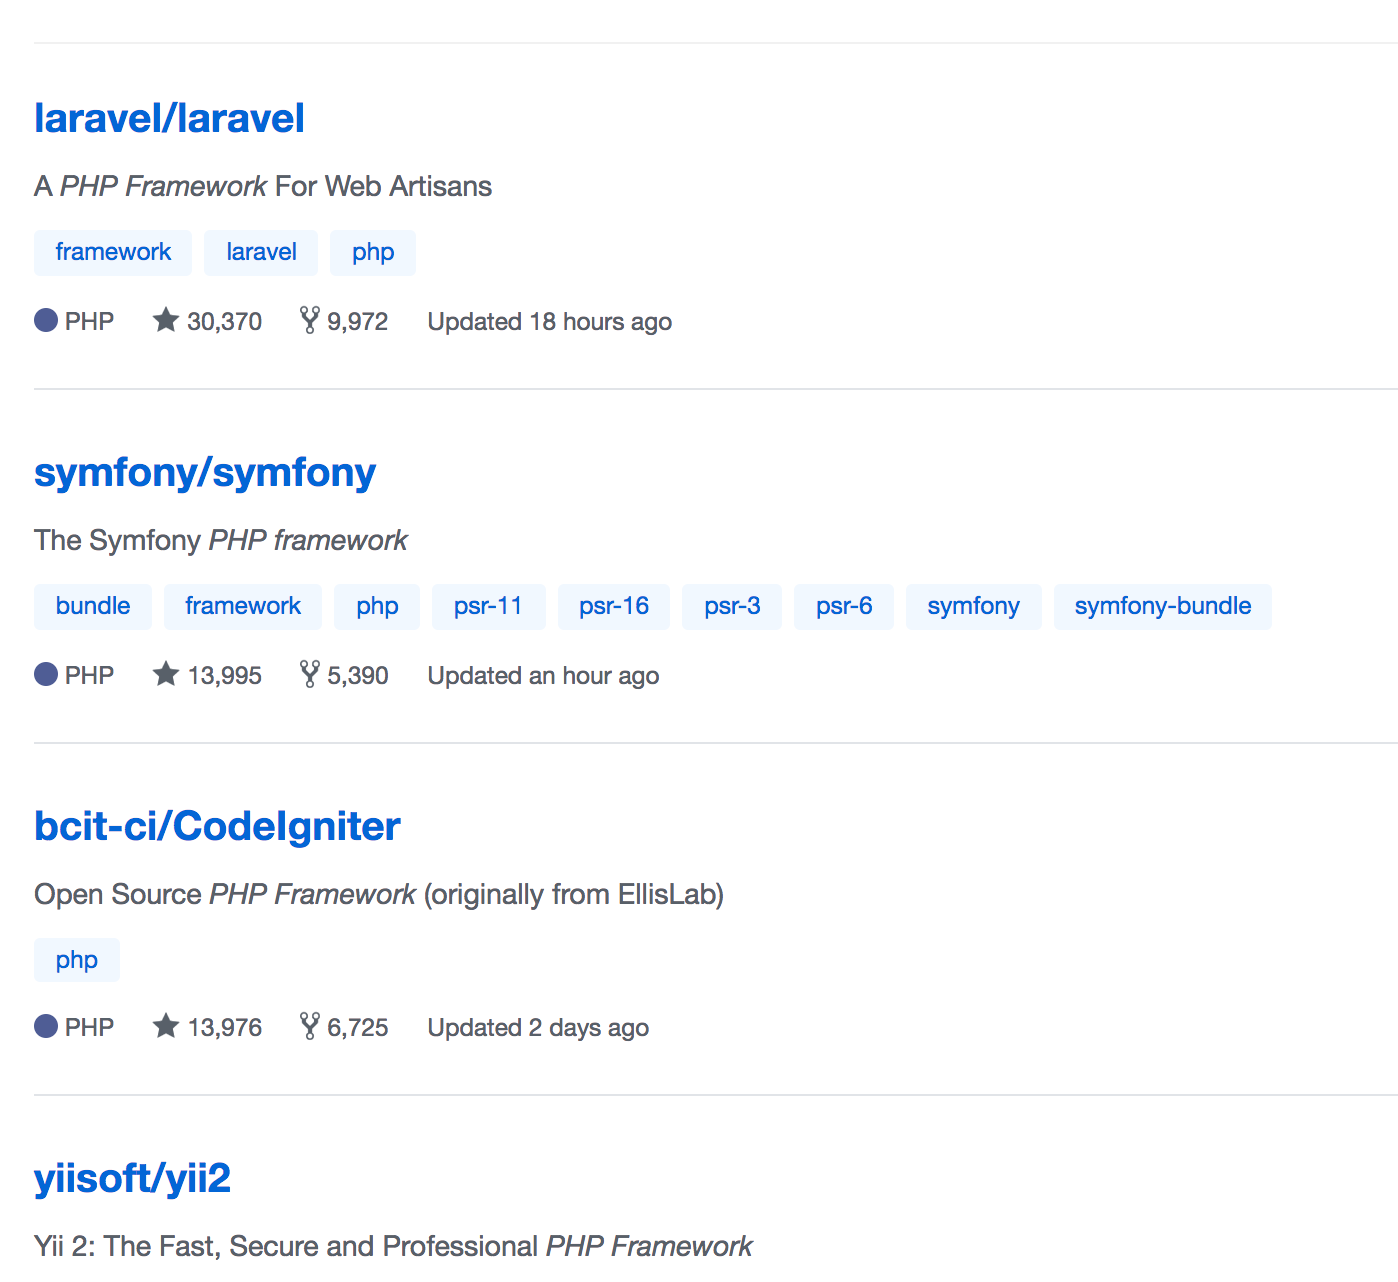 laravel/laravel
A PHP Framework For Web Artisans
framework laravel php
PHP 30,370 9,972 Updated 18 hours ago
symfony/symfony
The Symfony PHP framework
bundle framework php psr-11 psr-16 psr-3 psr-6 symfony symfony-bundle
PHP 13,995 5,390 Updated an hour ago
bcit-ci/CodeIgniter
Open Source PHP Framework (originally from EllisLab)
php
PHP 13,976 6,725 Updated 2 days ago
yiisoft/yii2
Yii 2: The Fast, Secure and Professional PHP Framework